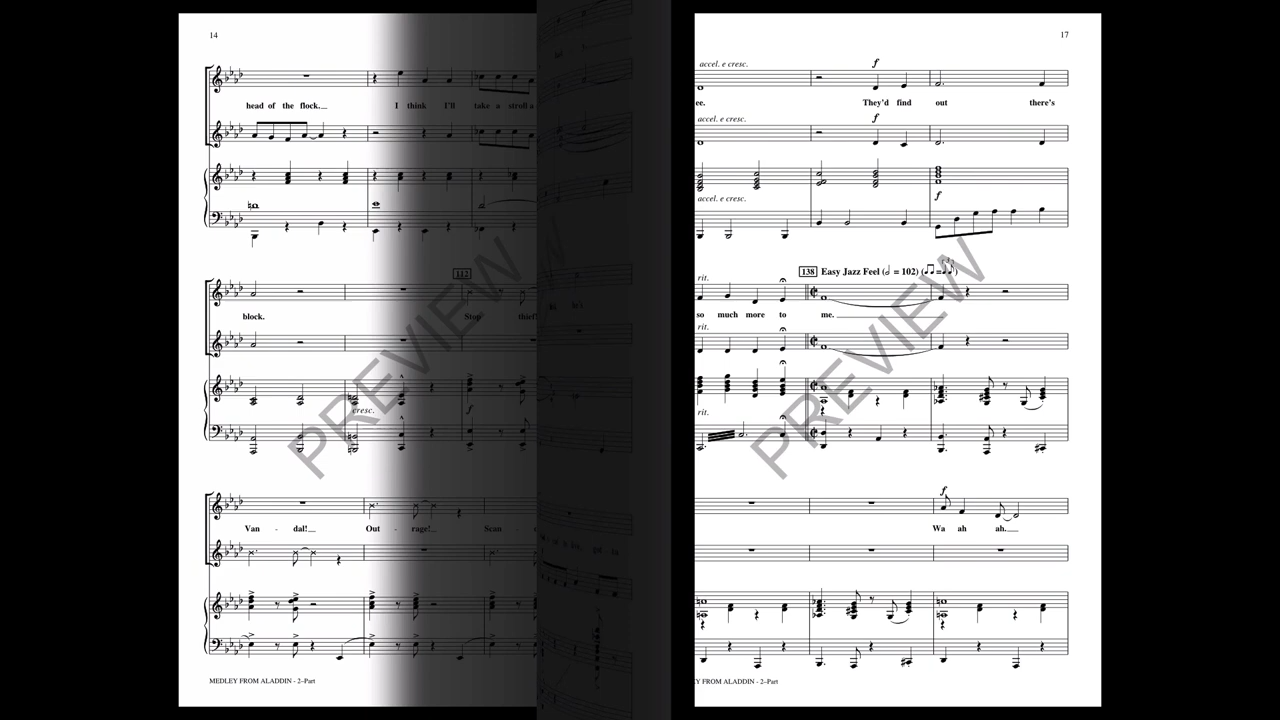 14
head of the flock. I think I'll take a stroll a
112
block. Stop thief!
cresc.
f
Van - dal! Out - rage! Scan
MEDLEY FROM ALADDIN - 2-Part
PREVIEW
17
accel. e cresc. f
ee. They'd find out there's
accel. e cresc. f
accel. e cresc. f
rit. 138 Easy Jazz Feel ( = 102) ( = )
so much more to me.
rit.
rit.
f
Wa ah ah.
Y FROM ALADDIN - 2-Part
PREVIEW